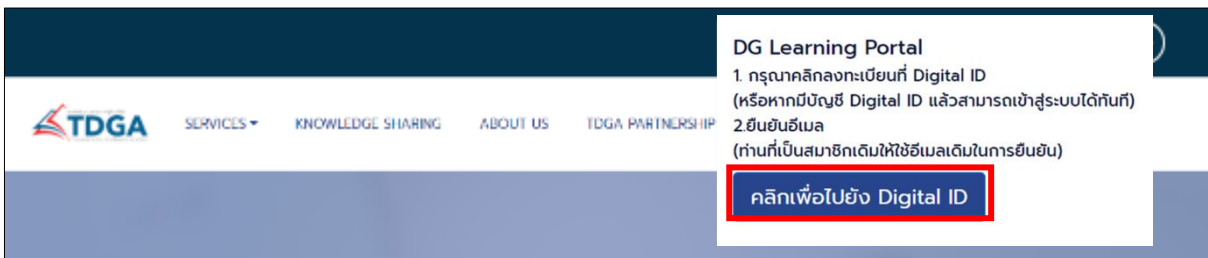 DG Learning Portal
1. กรุณาคลิกลงทะเบียนที่ Digital ID
(หรือหากมีบัญชี Digital ID แล้วสามารถเข้าสู่ระบบได้ทันที)
2.ยืนยันอีเมล
(ท่านที่เป็นสมาชิกเดิมให้ใช้อีเมลเดิมในการยืนยัน)
คลิกเพื่อไปยัง Digital ID
TDGA SERVICES KNOWLEDGE SHARING ABOUT US TDGA PARTNERSHIP